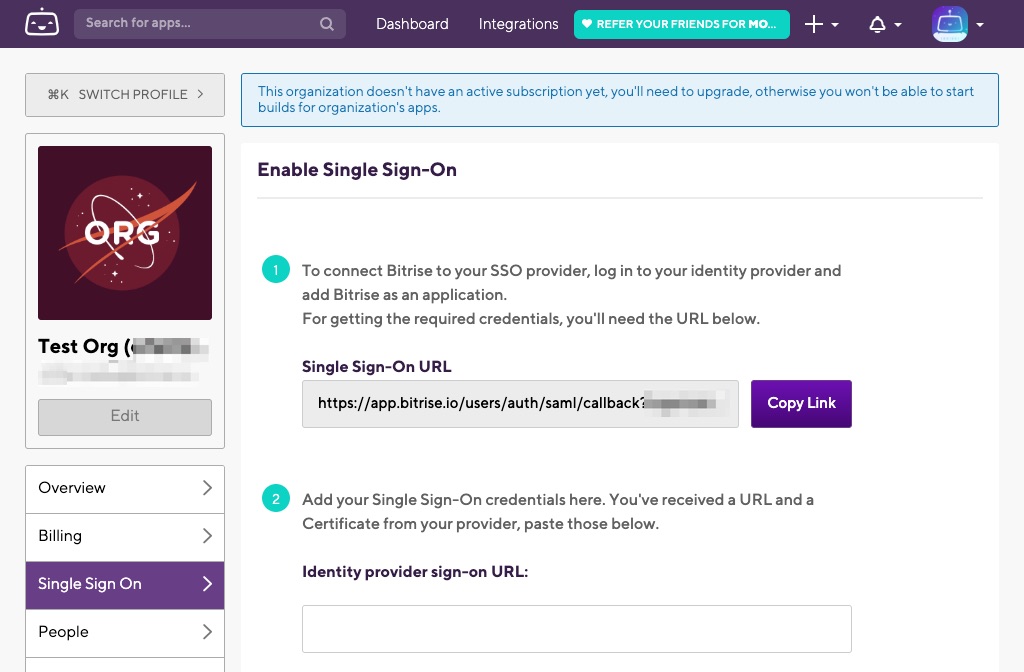 Search for apps...
Dashboard
Integrations
REFER YOUR FRIENDS FOR MO...
⌘K SWITCH PROFILE
This organization doesn't have an active subscription yet, you'll need to upgrade, otherwise you won't be able to start
builds for organization's apps.
ORG
Test Org (
Edit
Overview
Billing
Single Sign On
People
Enable Single Sign-On
1
To connect Bitrise to your SSO provider, log in to your identity provider and
add Bitrise as an application.
For getting the required credentials, you'll need the URL below.
Single Sign-On URL
https://app.bitrise.io/users/auth/saml/callback?
Copy Link
2
Add your Single Sign-On credentials here. You've received a URL and a
Certificate from your provider, paste those below.
Identity provider sign-on URL: